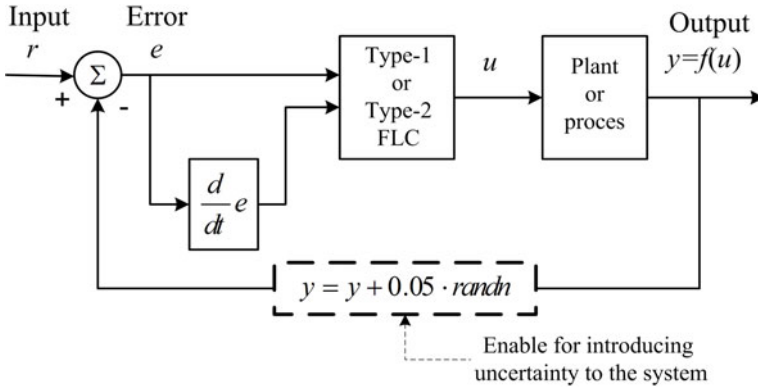 Input
r
Error
e
+
Σ
-
Type-1
or
Type-2
FLC
u
Plant
or
proces
Output
y=f(u)
d
dt
e
y = y + 0.05 · randn
Enable for introducing
uncertainty to the system